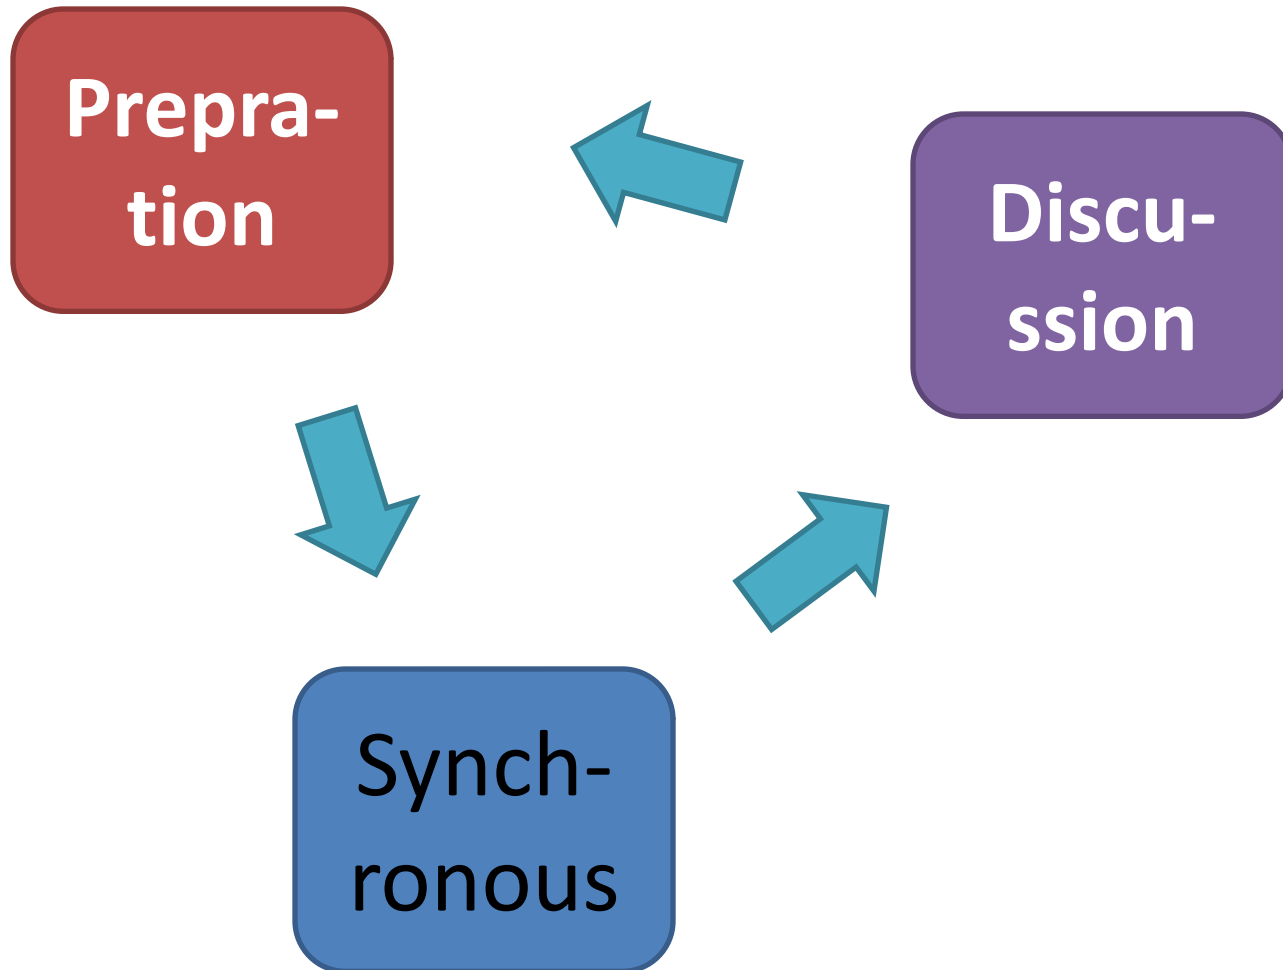 Prepra-
tion
Discu-
ssion
Synch-
ronous